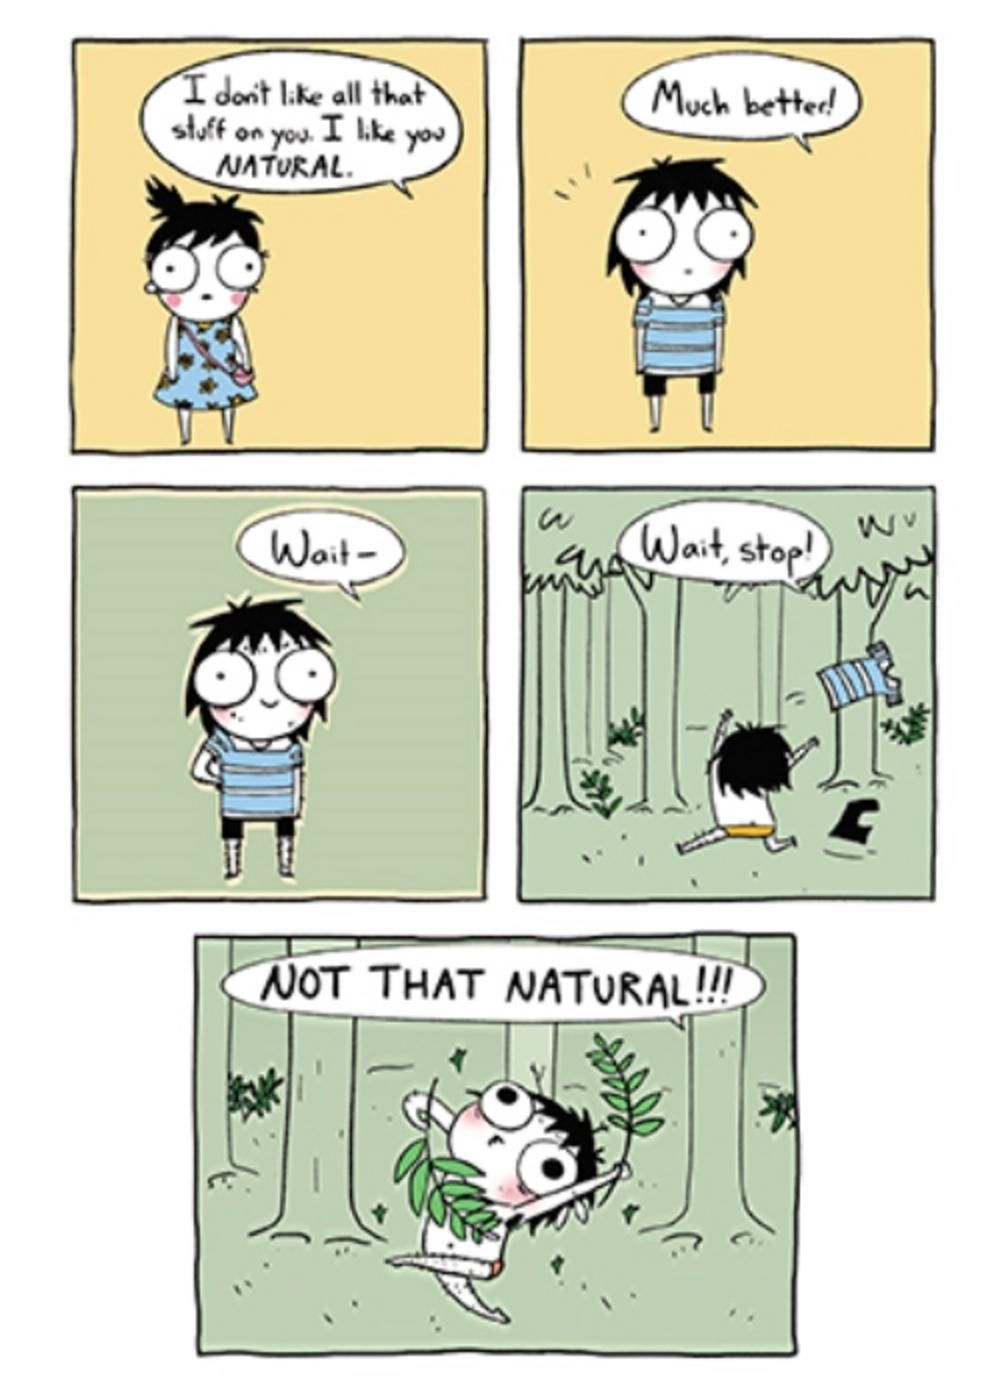 I don't like all that
stuff on you. I like you
NATURAL.
Much better!
Wait-
Wait, stop!
NOT THAT NATURAL!!!